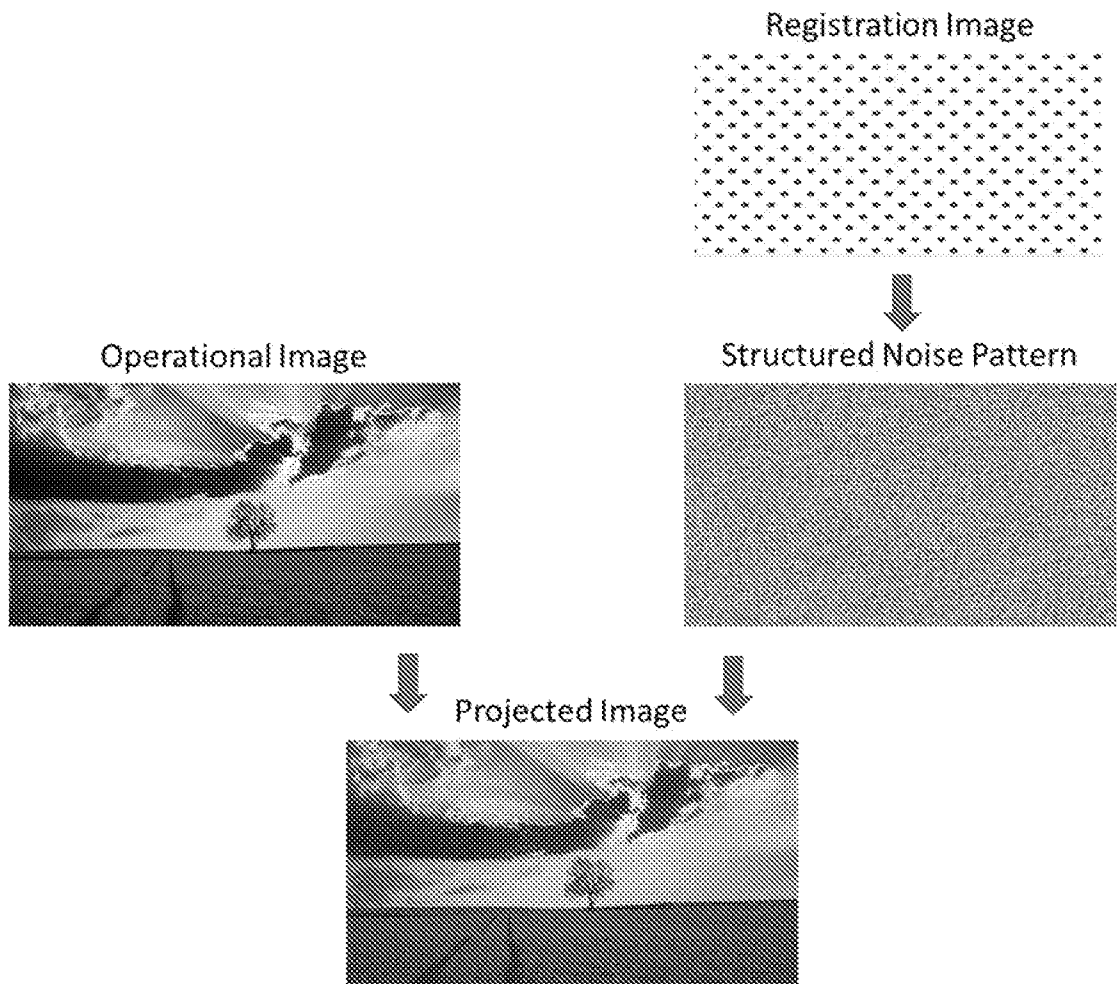 Registration Image
Operational Image
Structured Noise Pattern
Projected Image